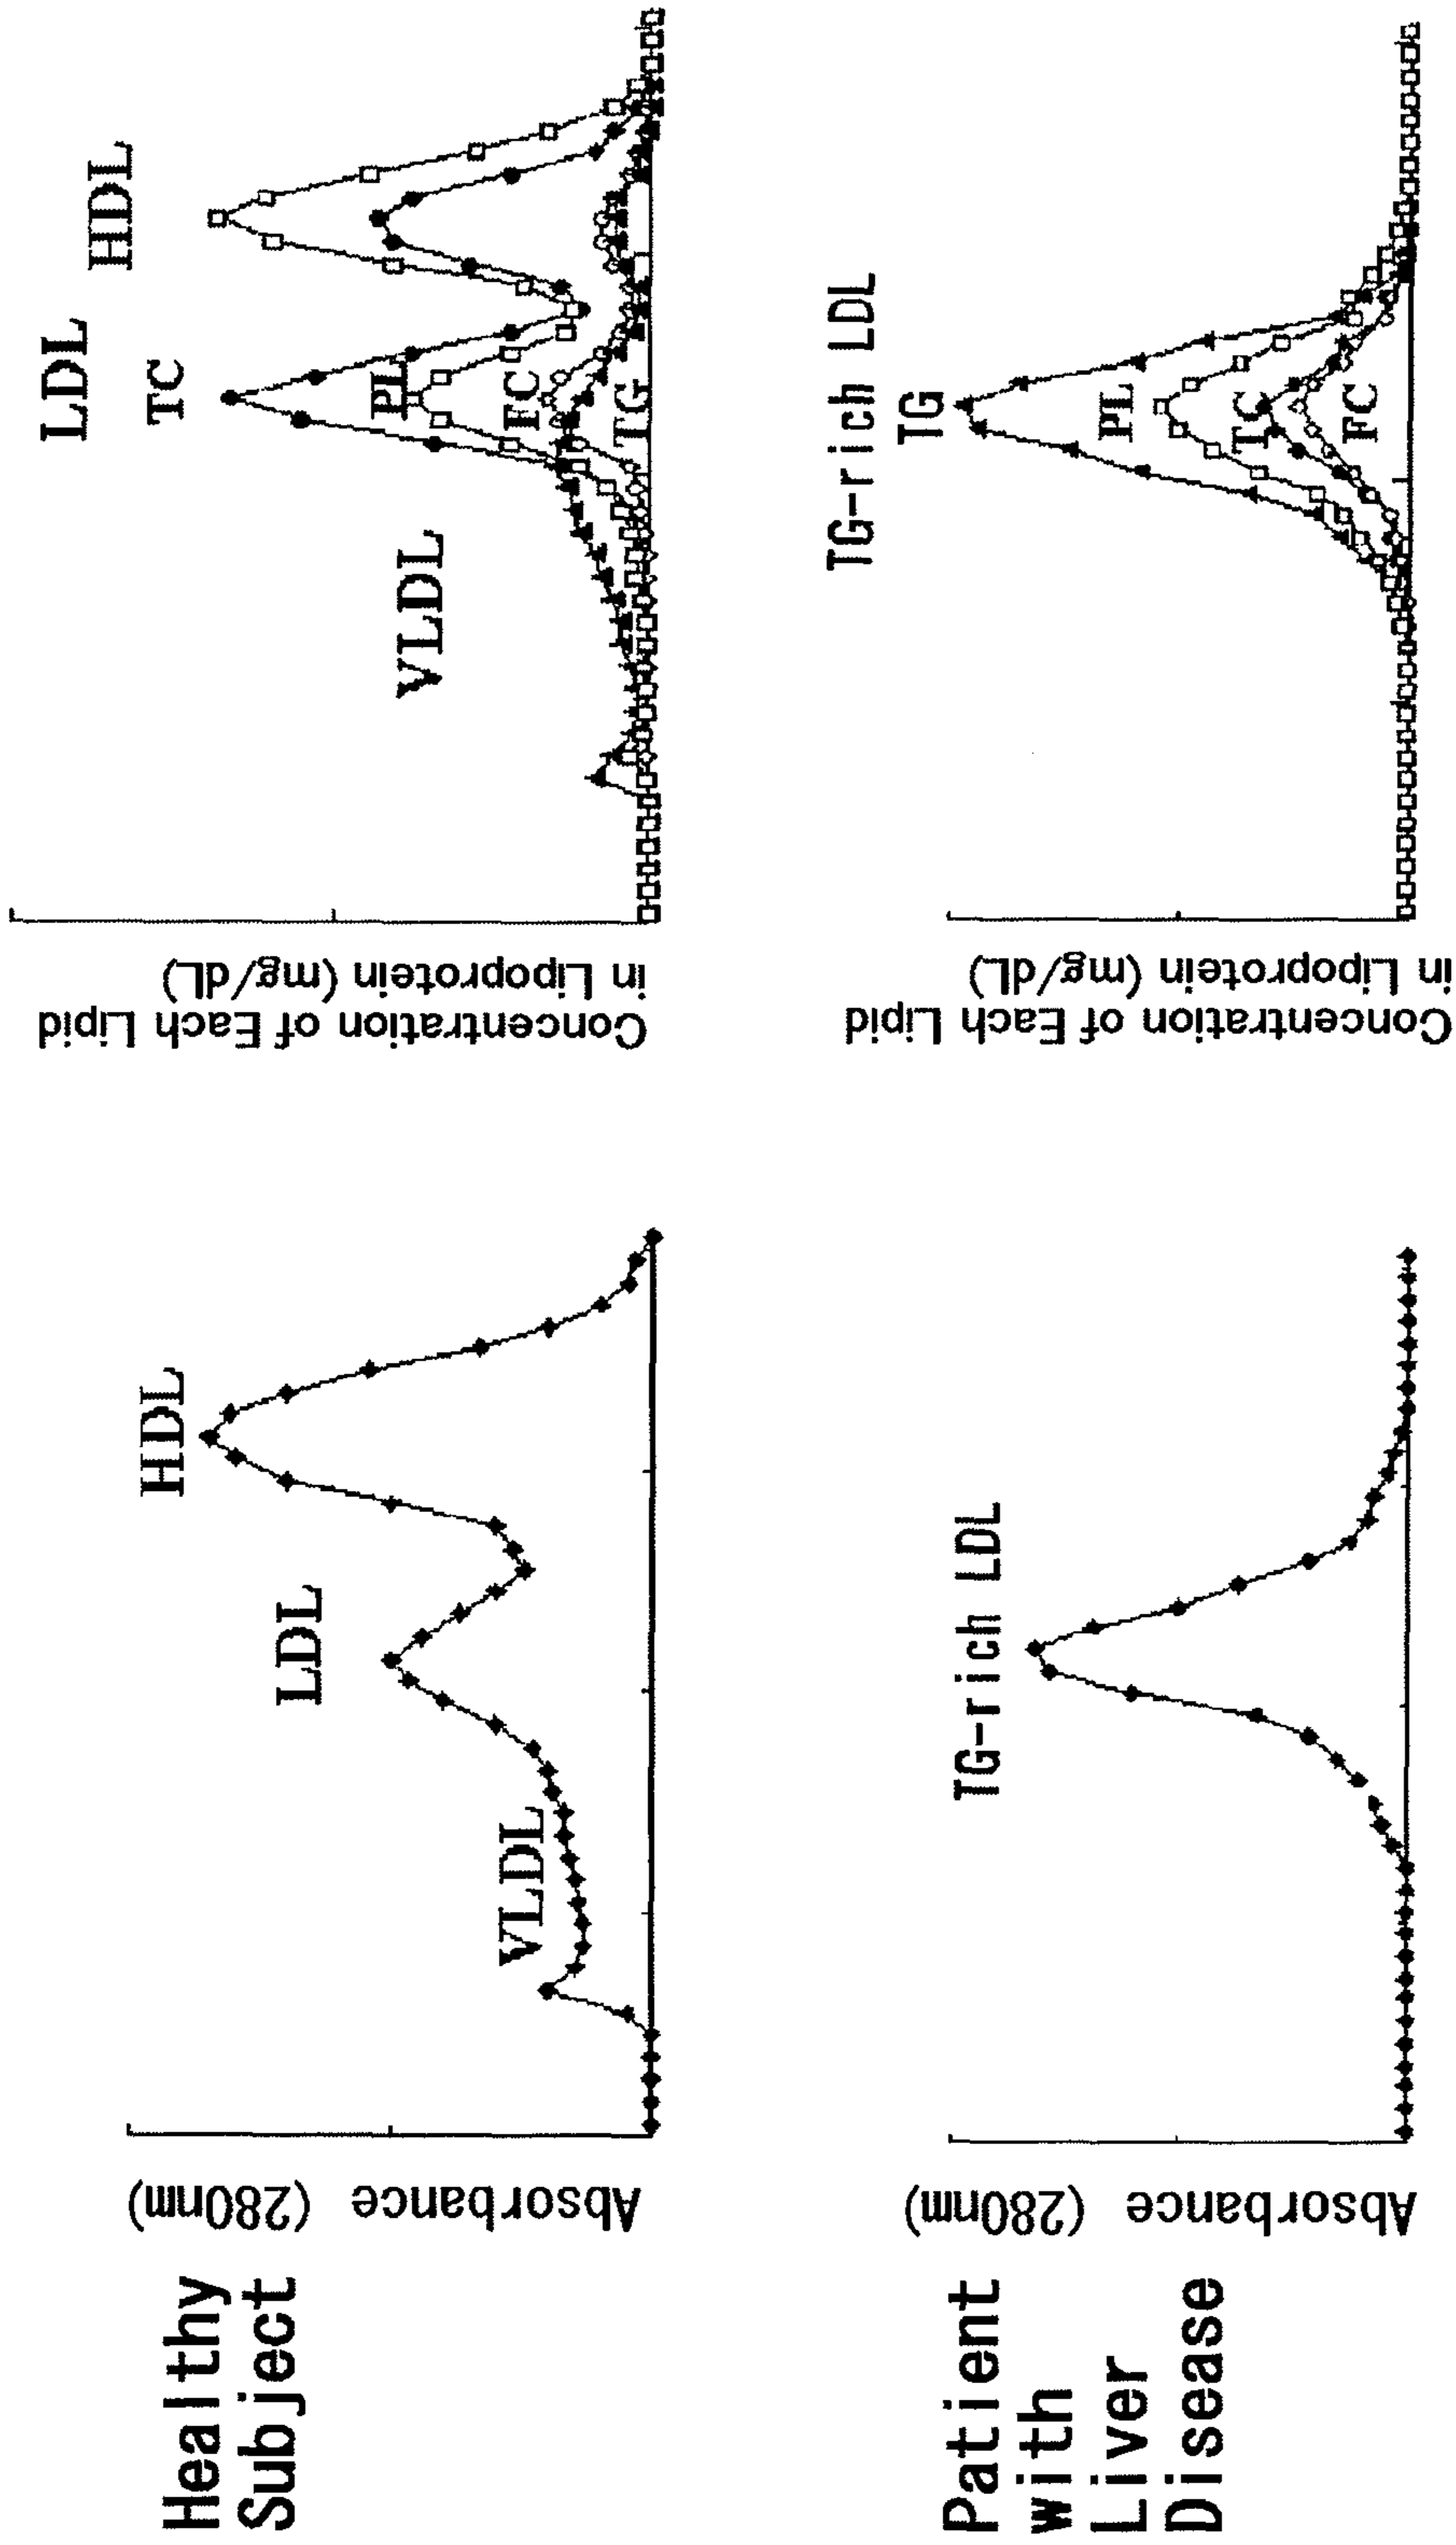 Healthy
Subject
Absorbance (280nm)
VLDL
LDL
HDL
Concentration of Each Lipid
in Lipoprotein (mg/dL)
VLDL
LDL
TC
PL
FC
TG
HDL
Patient
with
Liver
Disease
Absorbance (280nm)
TG-rich LDL
Concentration of Each Lipid
in Lipoprotein (mg/dL)
TG-rich LDL
TG
PL
TC
FC